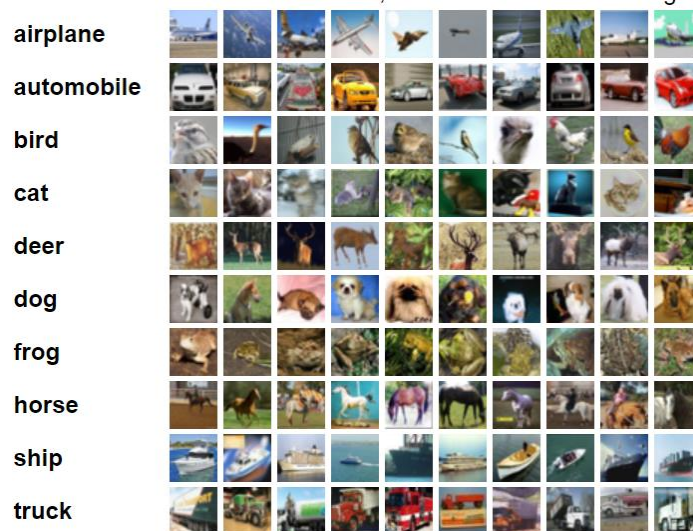 airplane
automobile
bird
cat
deer
dog
frog
horse
ship
truck